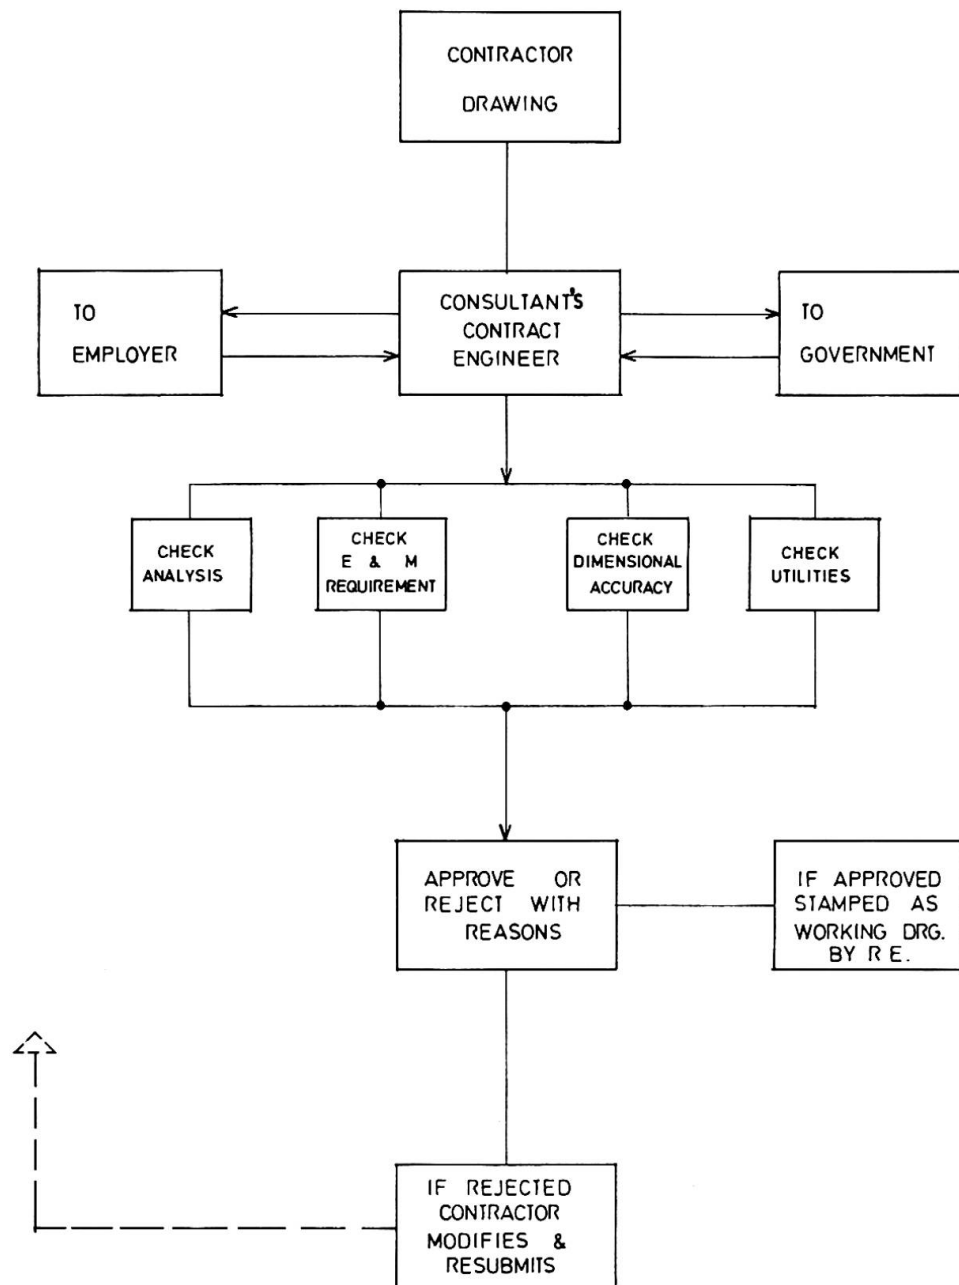 CONTRACTOR
DRAWING
TO
EMPLOYER
CONSULTANT'S
CONTRACT
ENGINEER
TO
GOVERNMENT
CHECK
ANALYSIS
CHECK
E & M
REQUIREMENT
CHECK
DIMENSIONAL
ACCURACY
CHECK
UTILITIES
APPROVE OR
REJECT WITH
REASONS
IF APPROVED
STAMPED AS
WORKING DRG.
BY R E.
IF REJECTED
CONTRACTOR
MODIFIES &
RESUBMITS